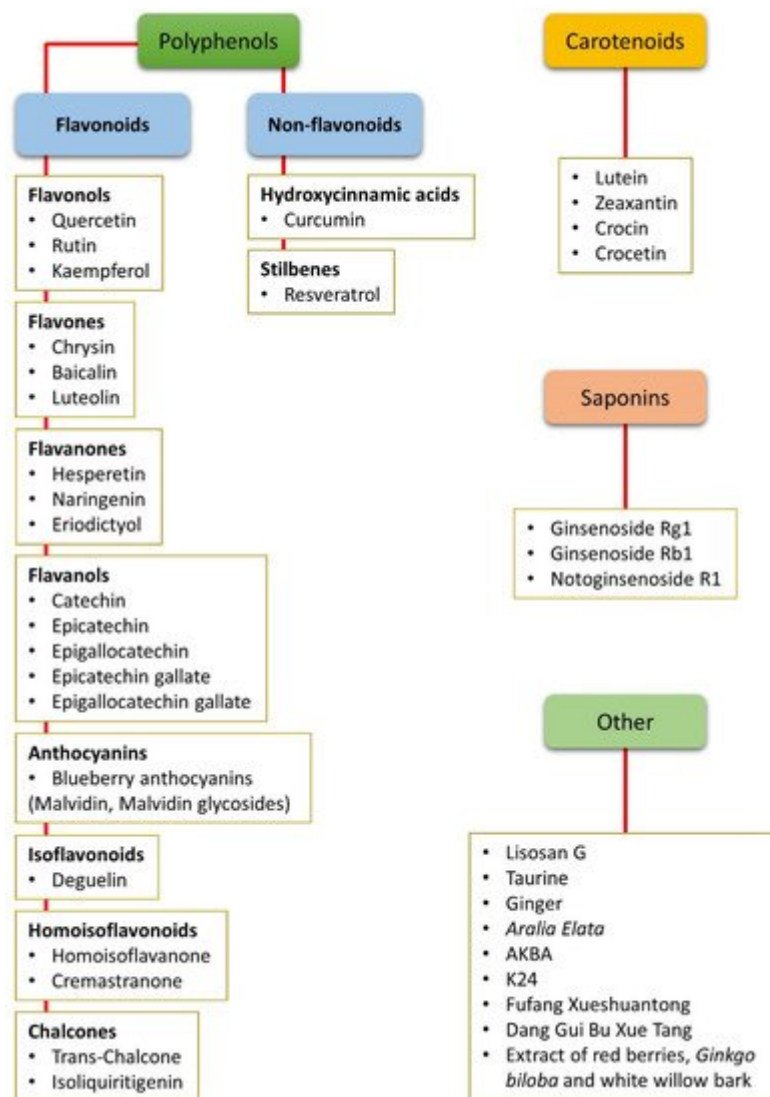 Polyphenols
Flavonoids
Non-flavonoids
Flavonols
• Quercetin
• Rutin
• Kaempferol
Flavones
• Chrysin
• Baicalin
• Luteolin
Flavanones
• Hesperetin
• Naringenin
• Eriodictyol
Flavanols
• Catechin
• Epicatechin
• Epigallocatechin
• Epicatechin gallate
• Epigallocatechin gallate
Anthocyanins
• Blueberry anthocyanins
(Malvidin, Malvidin glycosides)
Isoflavonoids
• Deguelin
Homoisoflavonoids
• Homoisoflavanone
• Cremastranone
Chalcones
• Trans-Chalcone
• Isoliquiritigenin
Hydroxycinnamic acids
• Curcumin
Stilbenes
• Resveratrol
Carotenoids
• Lutein
• Zeaxantin
• Crocin
• Crocetin
Saponins
• Ginsenoside Rg1
• Ginsenoside Rb1
• Notoginsenoside R1
Other
• Lisosan G
• Taurine
• Ginger
• Aralia Elata
• AKBA
• K24
• Fufang Xueshuantong
• Dang Gui Bu Xue Tang
• Extract of red berries, Ginkgo
biloba and white willow bark